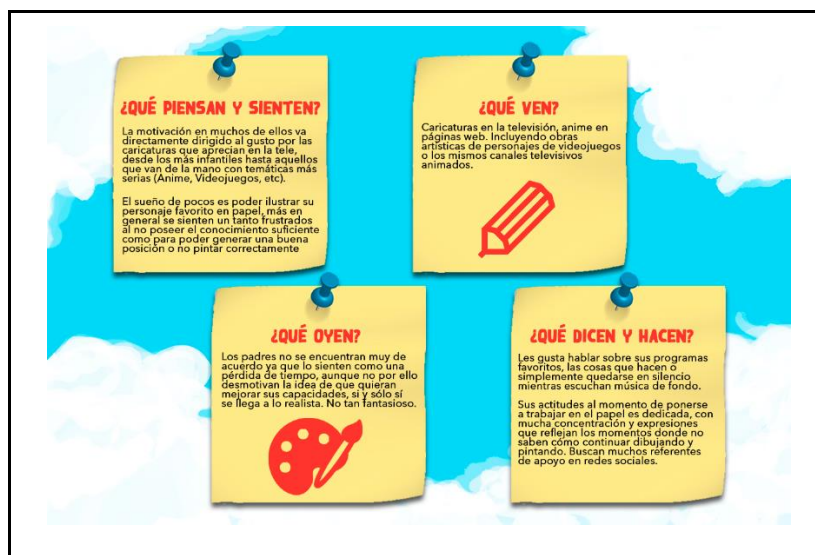 ¿QUÉ PIENSAN Y SIENTEN?
La motivación en muchos de ellos va
directamente dirigido al gusto por las
caricaturas que aprecian en la tele,
desde los más infantiles hasta aquellos
que van de la mano con temáticas más
serias (Anime, Videojuegos, etc).
El sueño de pocos es poder ilustrar su
personaje favorito en papel, más en
general se sienten un tanto frustrados
al no poseer el conocimiento suficiente
como para poder generar una buena
posición o no pintar correctamente
¿QUÉ VEN?
Caricaturas en la televisión, anime en
páginas web. Incluyendo obras
artísticas de personajes de videojuegos
o los mismos canales televisivos
animados.
¿QUÉ OYEN?
Los padres no se encuentran muy de
acuerdo ya que lo sienten como una
pérdida de tiempo, aunque no por ello
desmotivan la idea de que quieran
mejorar sus capacidades, si y sólo sí
se llega a lo realista. No tan fantasioso.
¿QUÉ DICEN Y HACEN?
Les gusta hablar sobre sus programas
favoritos, las cosas que hacen o
simplemente quedarse en silencio
mientras escuchan música de fondo.
Sus actitudes al momento de ponerse
a trabajar en el papel es dedicada, con
mucha concentración y expresiones
que reflejan los momentos donde no
saben cómo continuar dibujando y
pintando. Buscan muchos referentes
de apoyo en redes sociales.